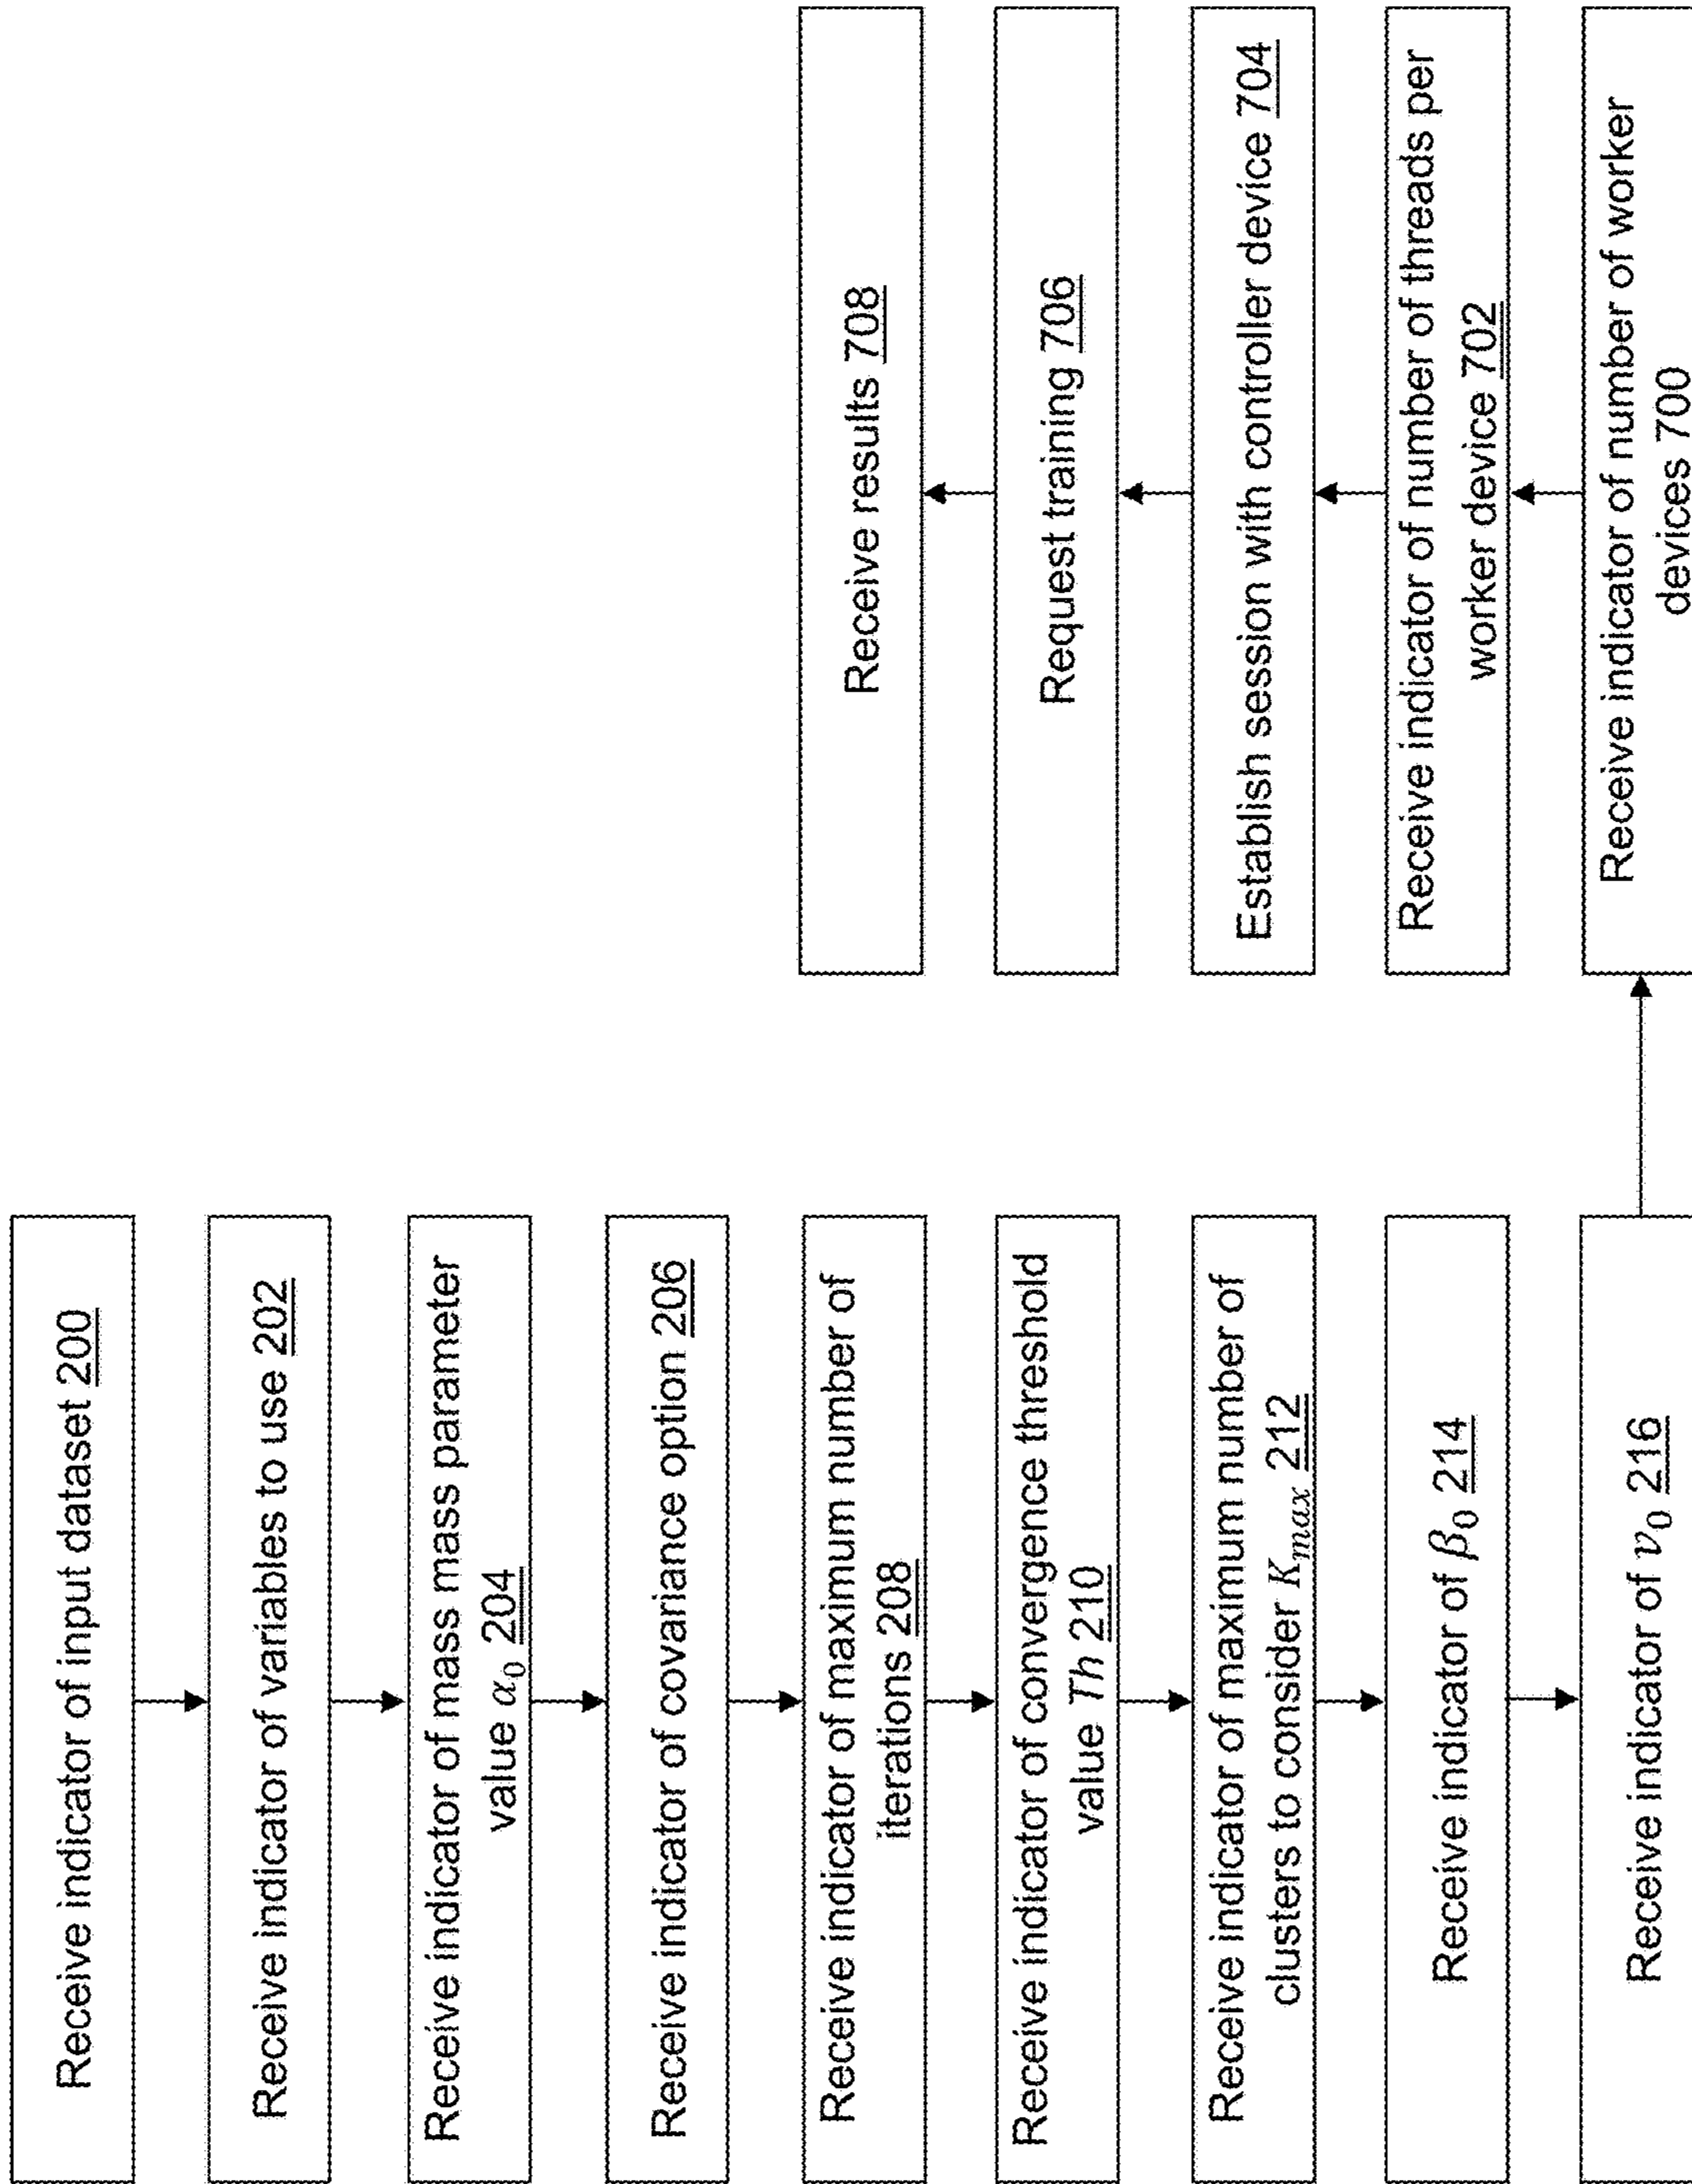 Receive indicator of input dataset 200
Receive indicator of variables to use 202
Receive indicator of mass mass parameter
value α₀ 204
Receive indicator of covariance option 206
Receive indicator of maximum number of
iterations 208
Receive indicator of convergence threshold
value Th 210
Receive indicator of maximum number of
clusters to consider Kₘₐₓ 212
Receive indicator of β₀ 214
Receive indicator of ν₀ 216
Receive indicator of number of worker
devices 700
Receive indicator of number of threads per
worker device 702
Establish session with controller device 704
Request training 706
Receive results 708